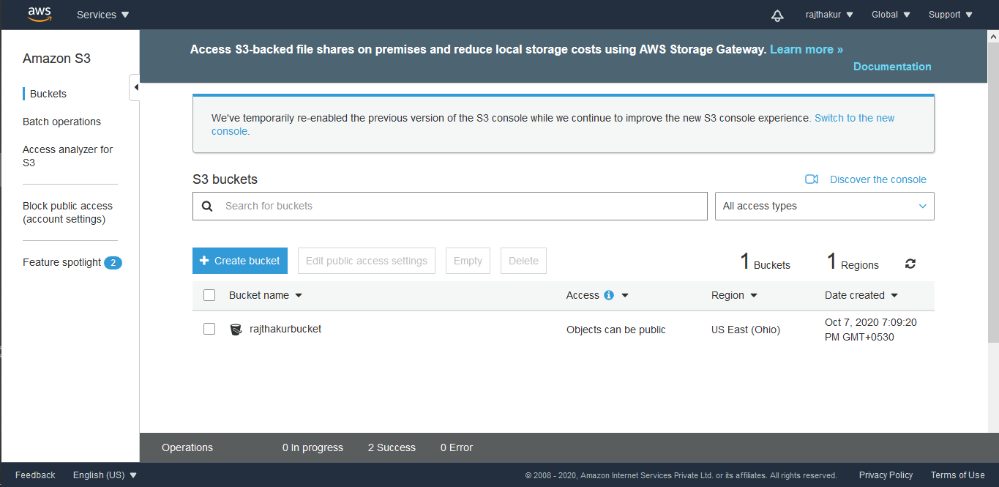 aws
Services
rajthakur
Global
Support
Amazon S3
Buckets
Batch operations
Access analyzer for
S3
Block public access
(account settings)
Feature spotlight 2
Access S3-backed file shares on premises and reduce local storage costs using AWS Storage Gateway. Learn more »
Documentation
We've temporarily re-enabled the previous version of the S3 console while we continue to improve the new S3 console experience. Switch to the new
console.
S3 buckets
Discover the console
Search for buckets
All access types
Create bucket
Edit public access settings
Empty
Delete
1 Buckets
1 Regions
Bucket name
Access
Region
Date created
rajthakurbucket
Objects can be public
US East (Ohio)
Oct 7, 2020 7:09:20
PM GMT+0530
Operations
0 In progress
2 Success
0 Error
Feedback
English (US)
© 2008 - 2020, Amazon Internet Services Private Ltd. or its affiliates. All rights reserved.
Privacy Policy
Terms of Use